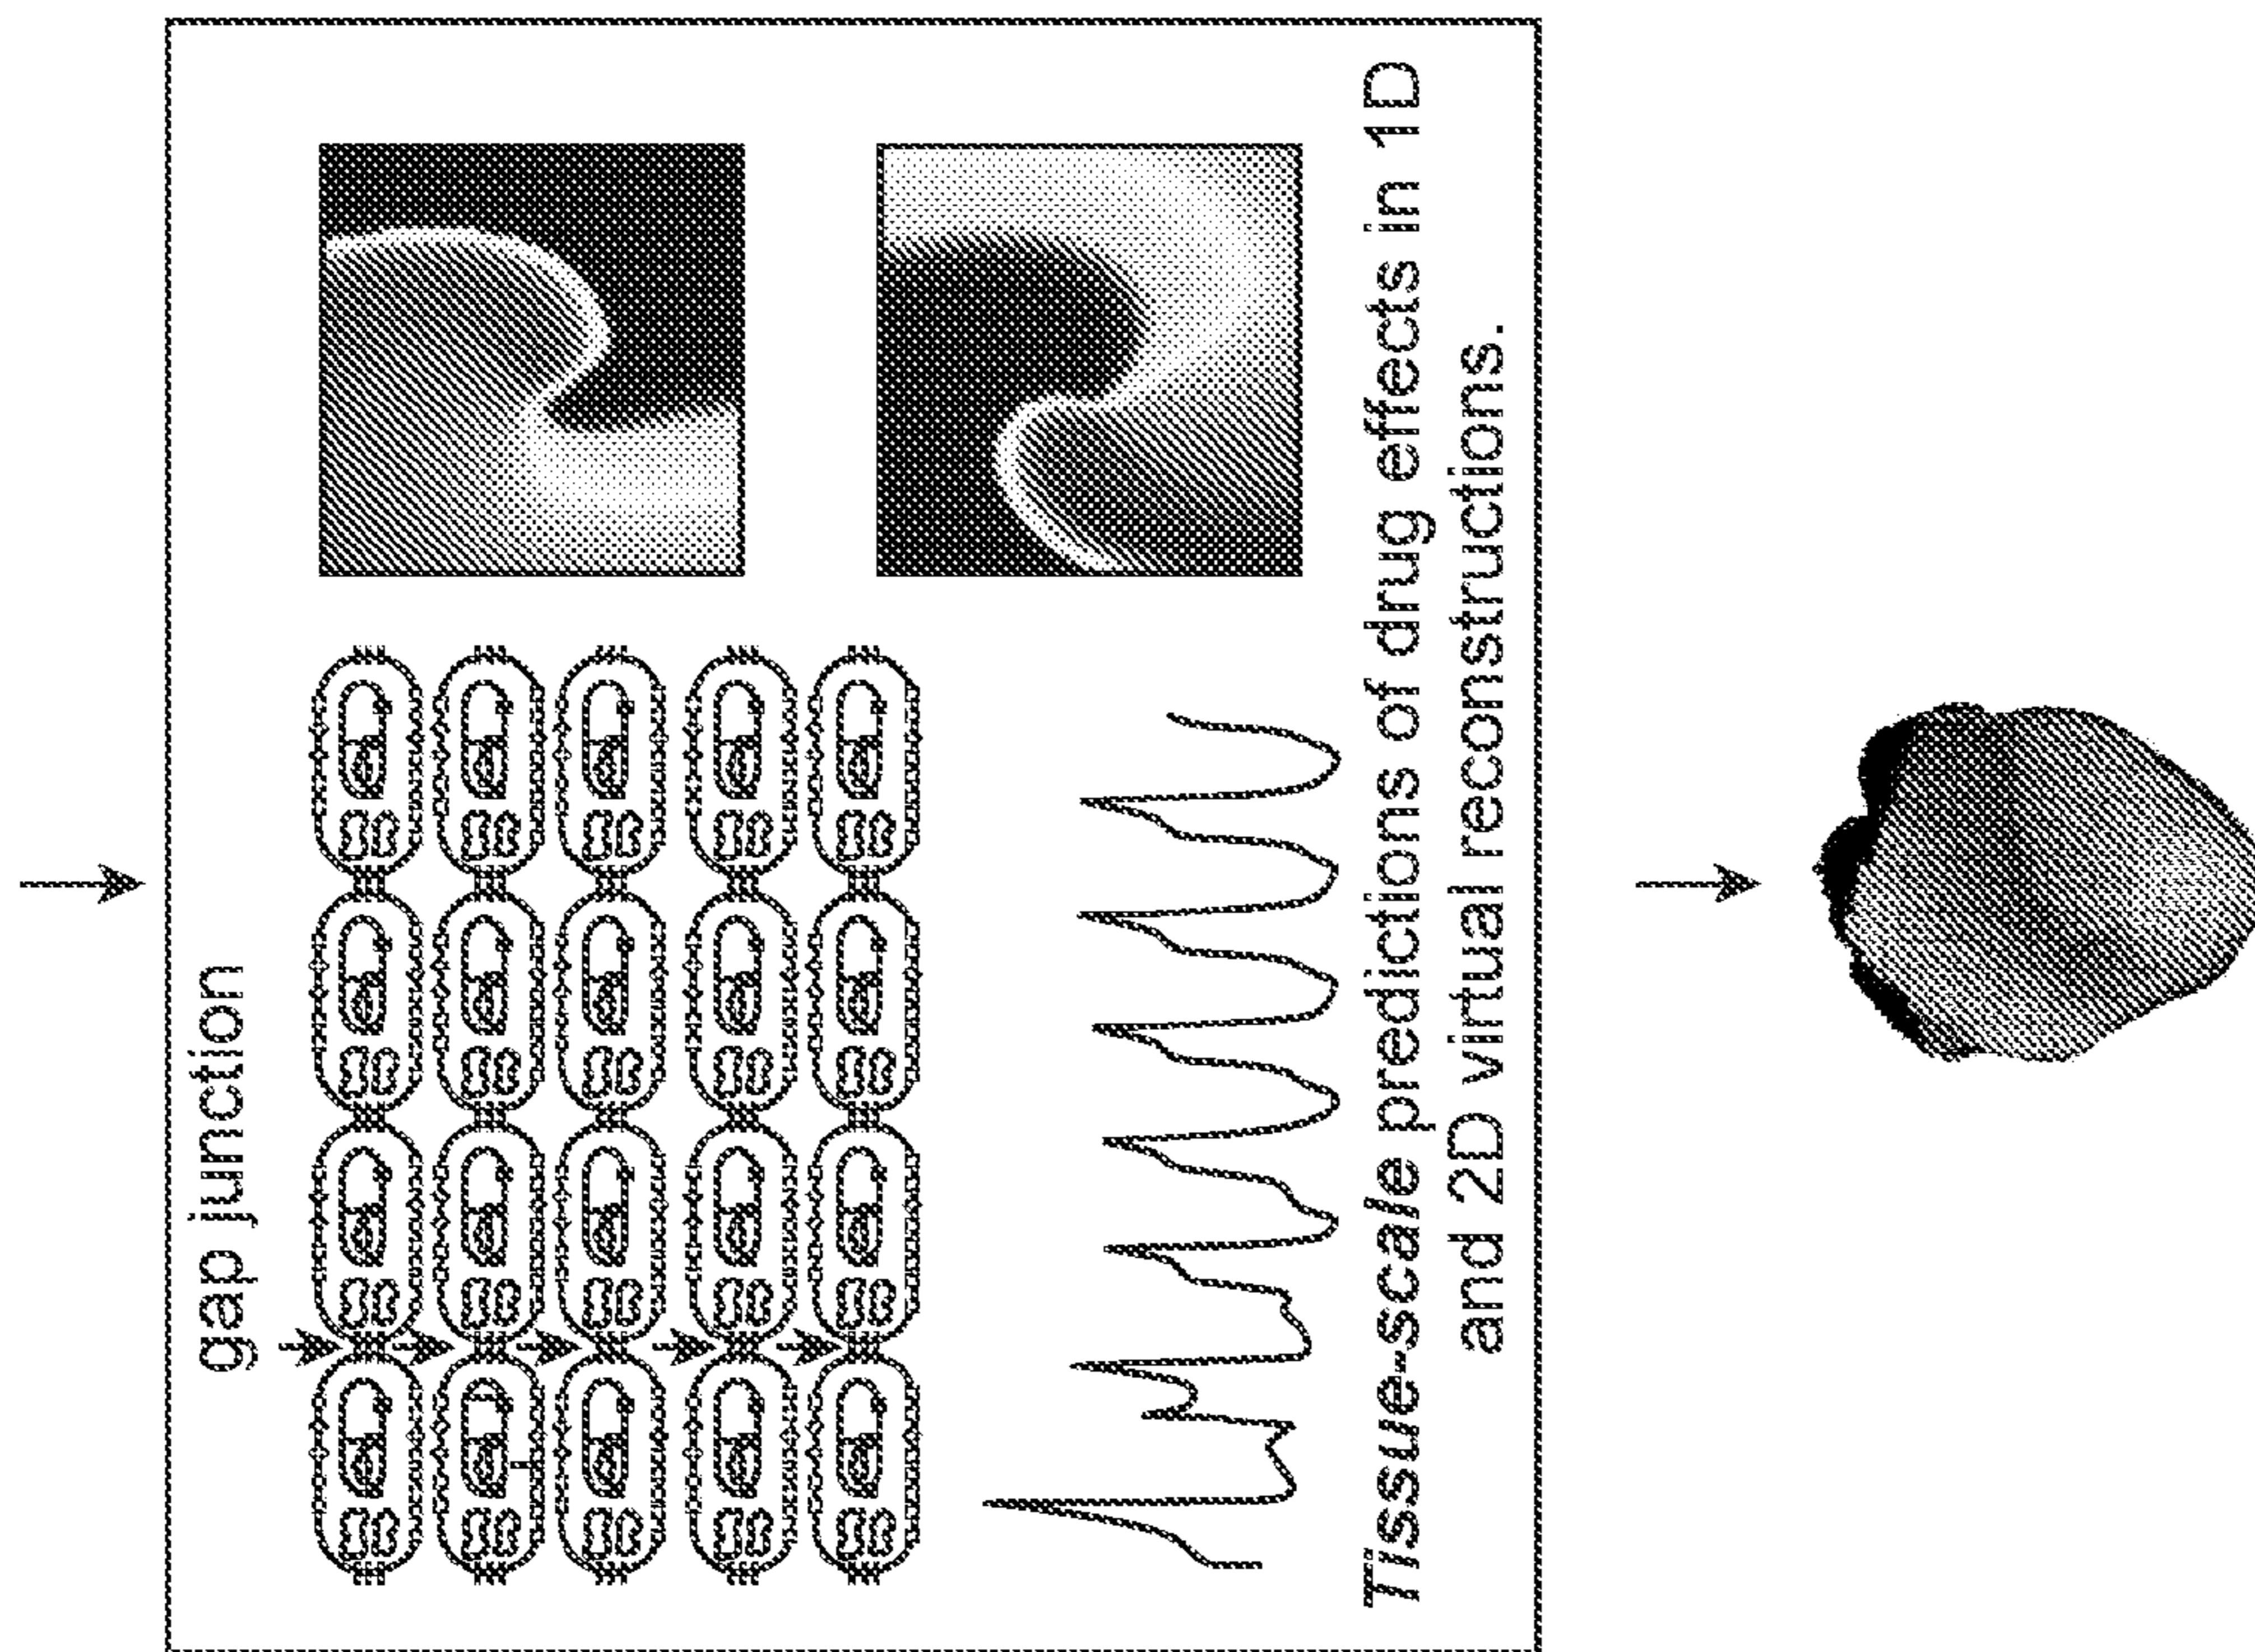 gap junction
Tissue-scale predictions of drug effects in 1D
and 2D virtual reconstructions.